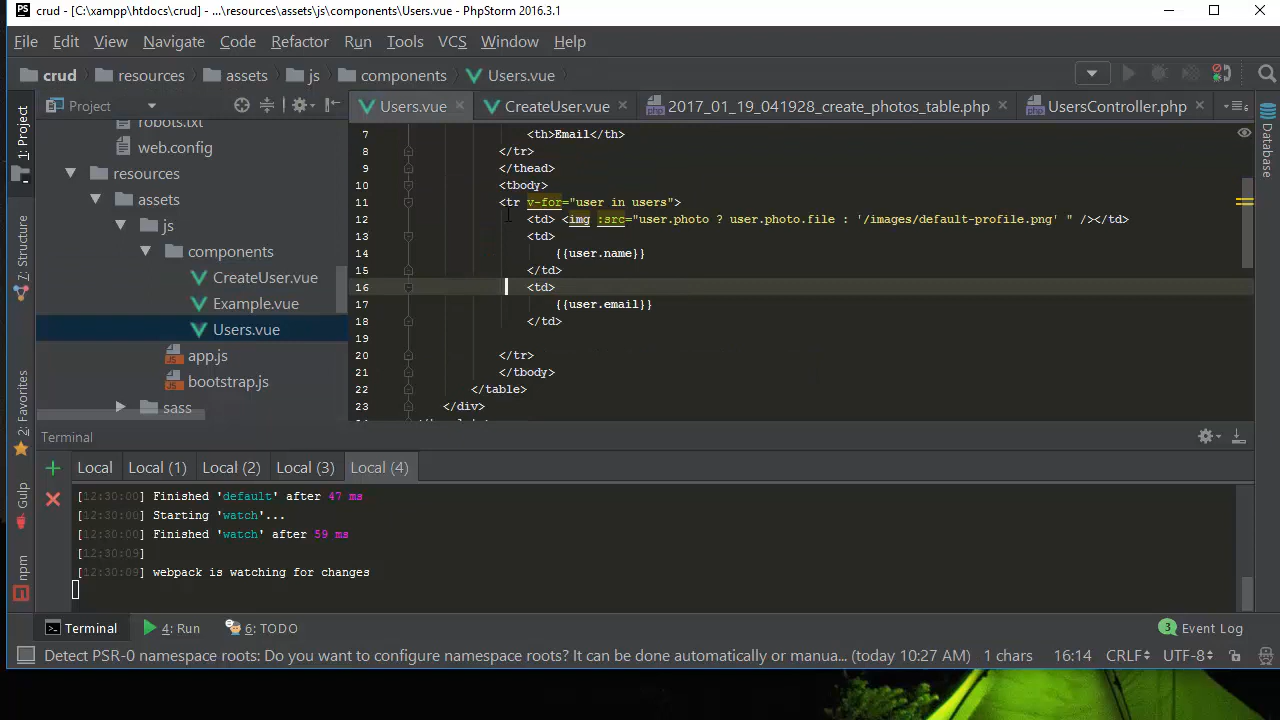 crud - [C:\xampp\htdocs\crud] - ...\resources\assets\js\components\Users.vue - PhpStorm 2016.3.1
File Edit View Navigate Code Refactor Run Tools VCS Window Help
crud resources assets js components Users.vue
Project
Users.vue CreateUser.vue 2017_01_19_041928_create_photos_table.php UsersController.php
1: Project
7: Structure
2: Favorites
Gulp
npm
Database
robots.txt
web.config
resources
assets
js
components
CreateUser.vue
Example.vue
Users.vue
app.js
bootstrap.js
sass
7 <th>Email</th>
8 </tr>
9 </thead>
10 <tbody>
11 <tr v-for="user in users">
12 <td> <img :src="user.photo ? user.photo.file : '/images/default-profile.png' " /></td>
13 <td>
14 {{user.name}}
15 </td>
16 <td>
17 {{user.email}}
18 </td>
19
20 </tr>
21 </tbody>
22 </table>
23 </div>
Terminal
Local Local (1) Local (2) Local (3) Local (4)
[12:30:00] Finished 'default' after 47 ms
[12:30:00] Starting 'watch'...
[12:30:00] Finished 'watch' after 59 ms
[12:30:09]
[12:30:09] webpack is watching for changes
Terminal 4: Run 6: TODO 3 Event Log
Detect PSR-0 namespace roots: Do you want to configure namespace roots? It can be done automatically or manua... (today 10:27 AM) 1 chars 16:14 CRLF UTF-8